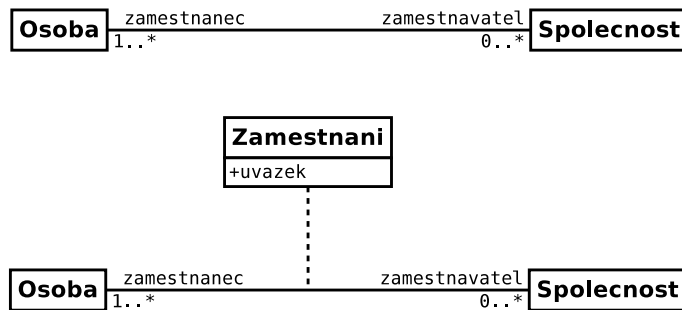 zamestnanec zamestnavatel
Osoba Spolecnost
1..* 0..*
Zamestnani
+uvazek
zamestnanec zamestnavatel
Osoba Spolecnost
1..* 0..*